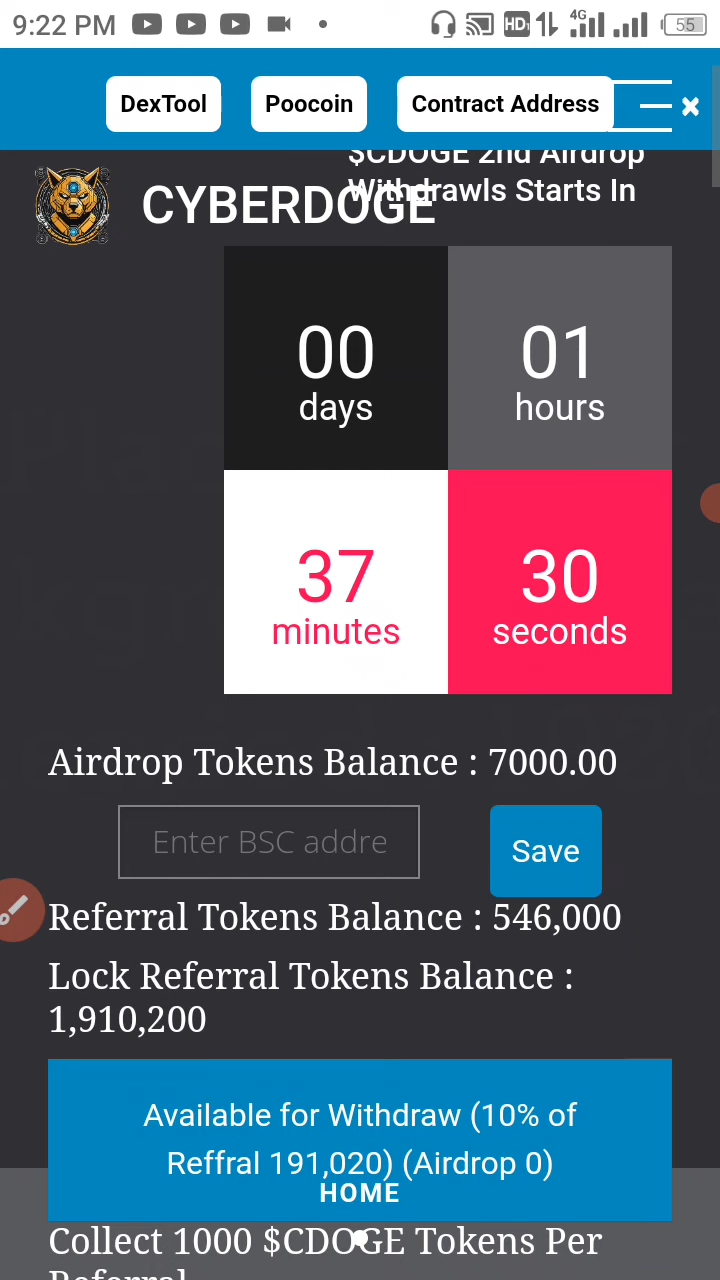 9:22 PM HD 4G 55
DexTool Poocoin Contract Address
$CDOGE 2nd Airdrop
Withdrawls Starts In
CYBERDOGE
00 01
days hours
37 30
minutes seconds
Airdrop Tokens Balance : 7000.00
Enter BSC addre Save
Referral Tokens Balance : 546,000
Lock Referral Tokens Balance :
1,910,200
Available for Withdraw (10% of
Reffral 191,020) (Airdrop 0)
HOME
Collect 1000 $CDOGE Tokens Per
Referral